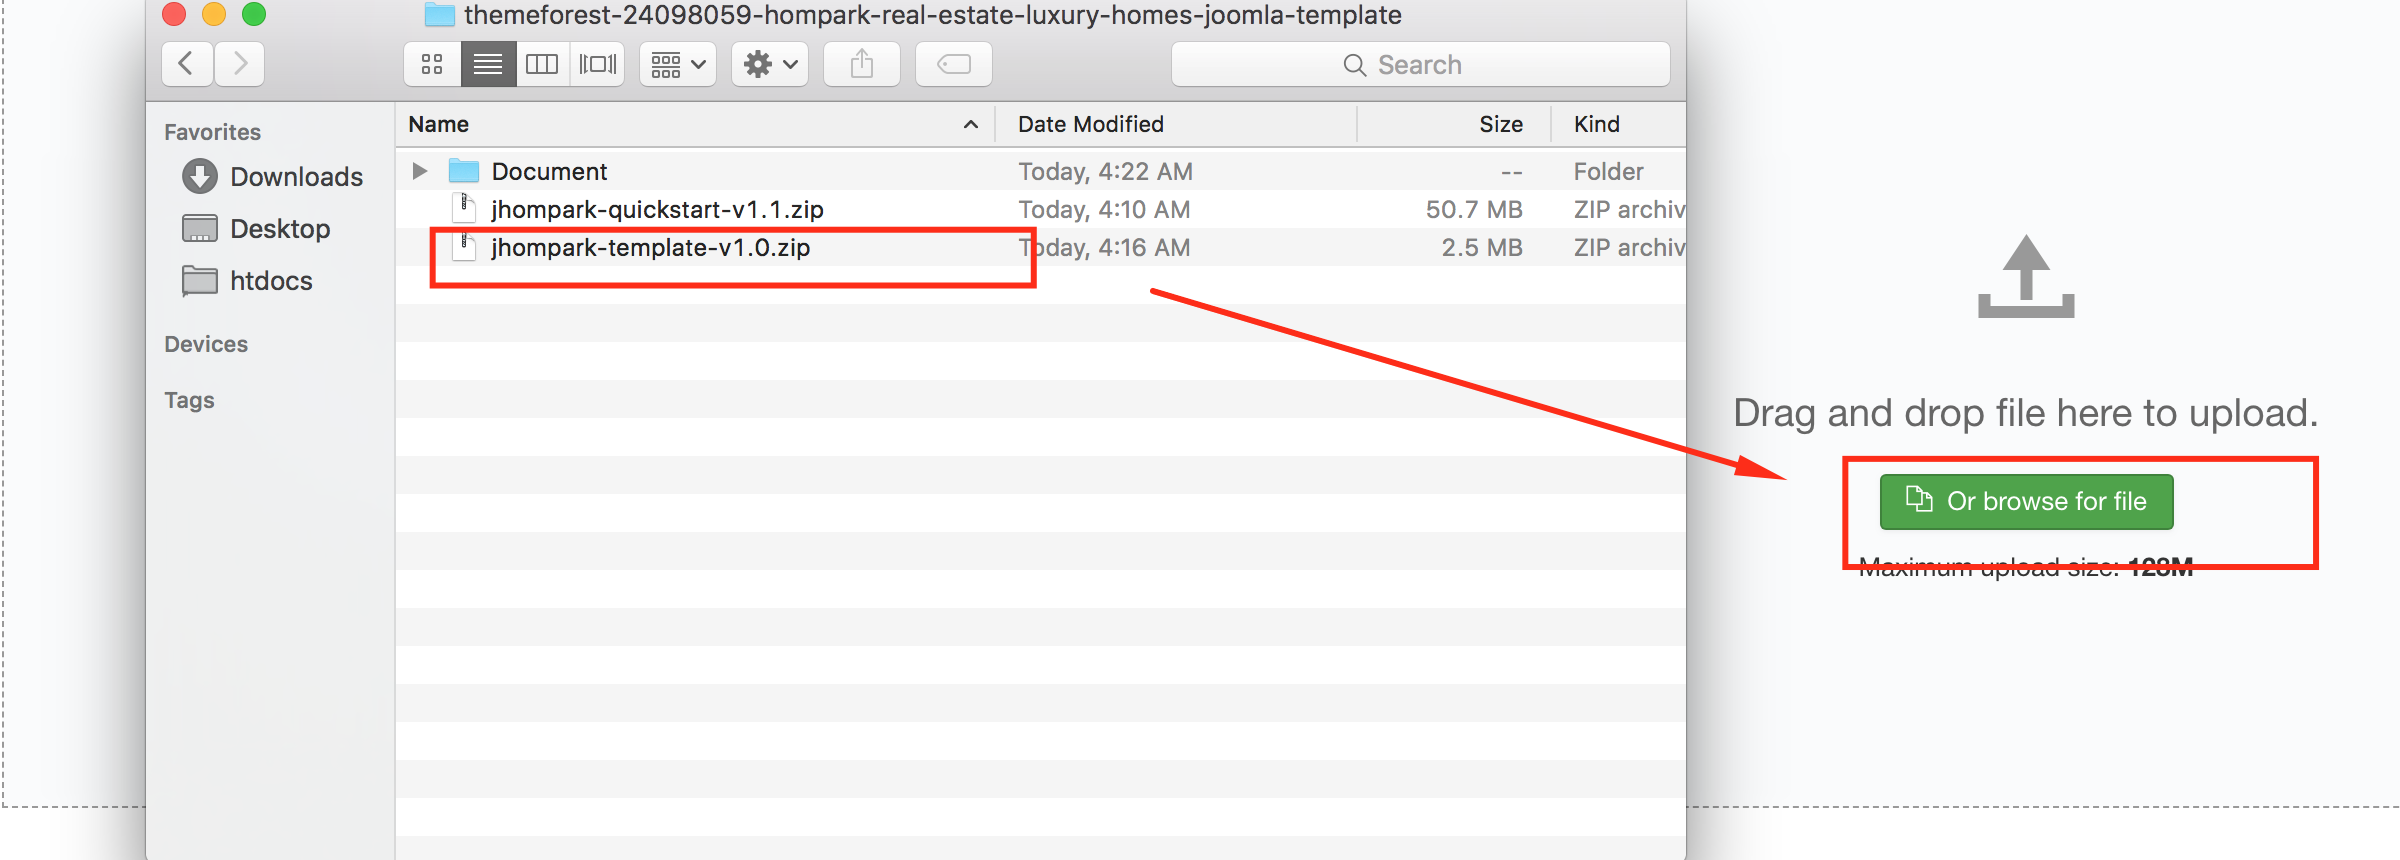 themeforest-24098059-hompark-real-estate-luxury-homes-joomla-template
Search
Favorites
Downloads
Desktop
htdocs
Devices
Tags
Name Date Modified Size Kind
Document Today, 4:22 AM -- Folder
jhompark-quickstart-v1.1.zip Today, 4:10 AM 50.7 MB ZIP archiv
jhompark-template-v1.0.zip Today, 4:16 AM 2.5 MB ZIP archiv
Drag and drop file here to upload.
Or browse for file
Maximum upload size: 128M